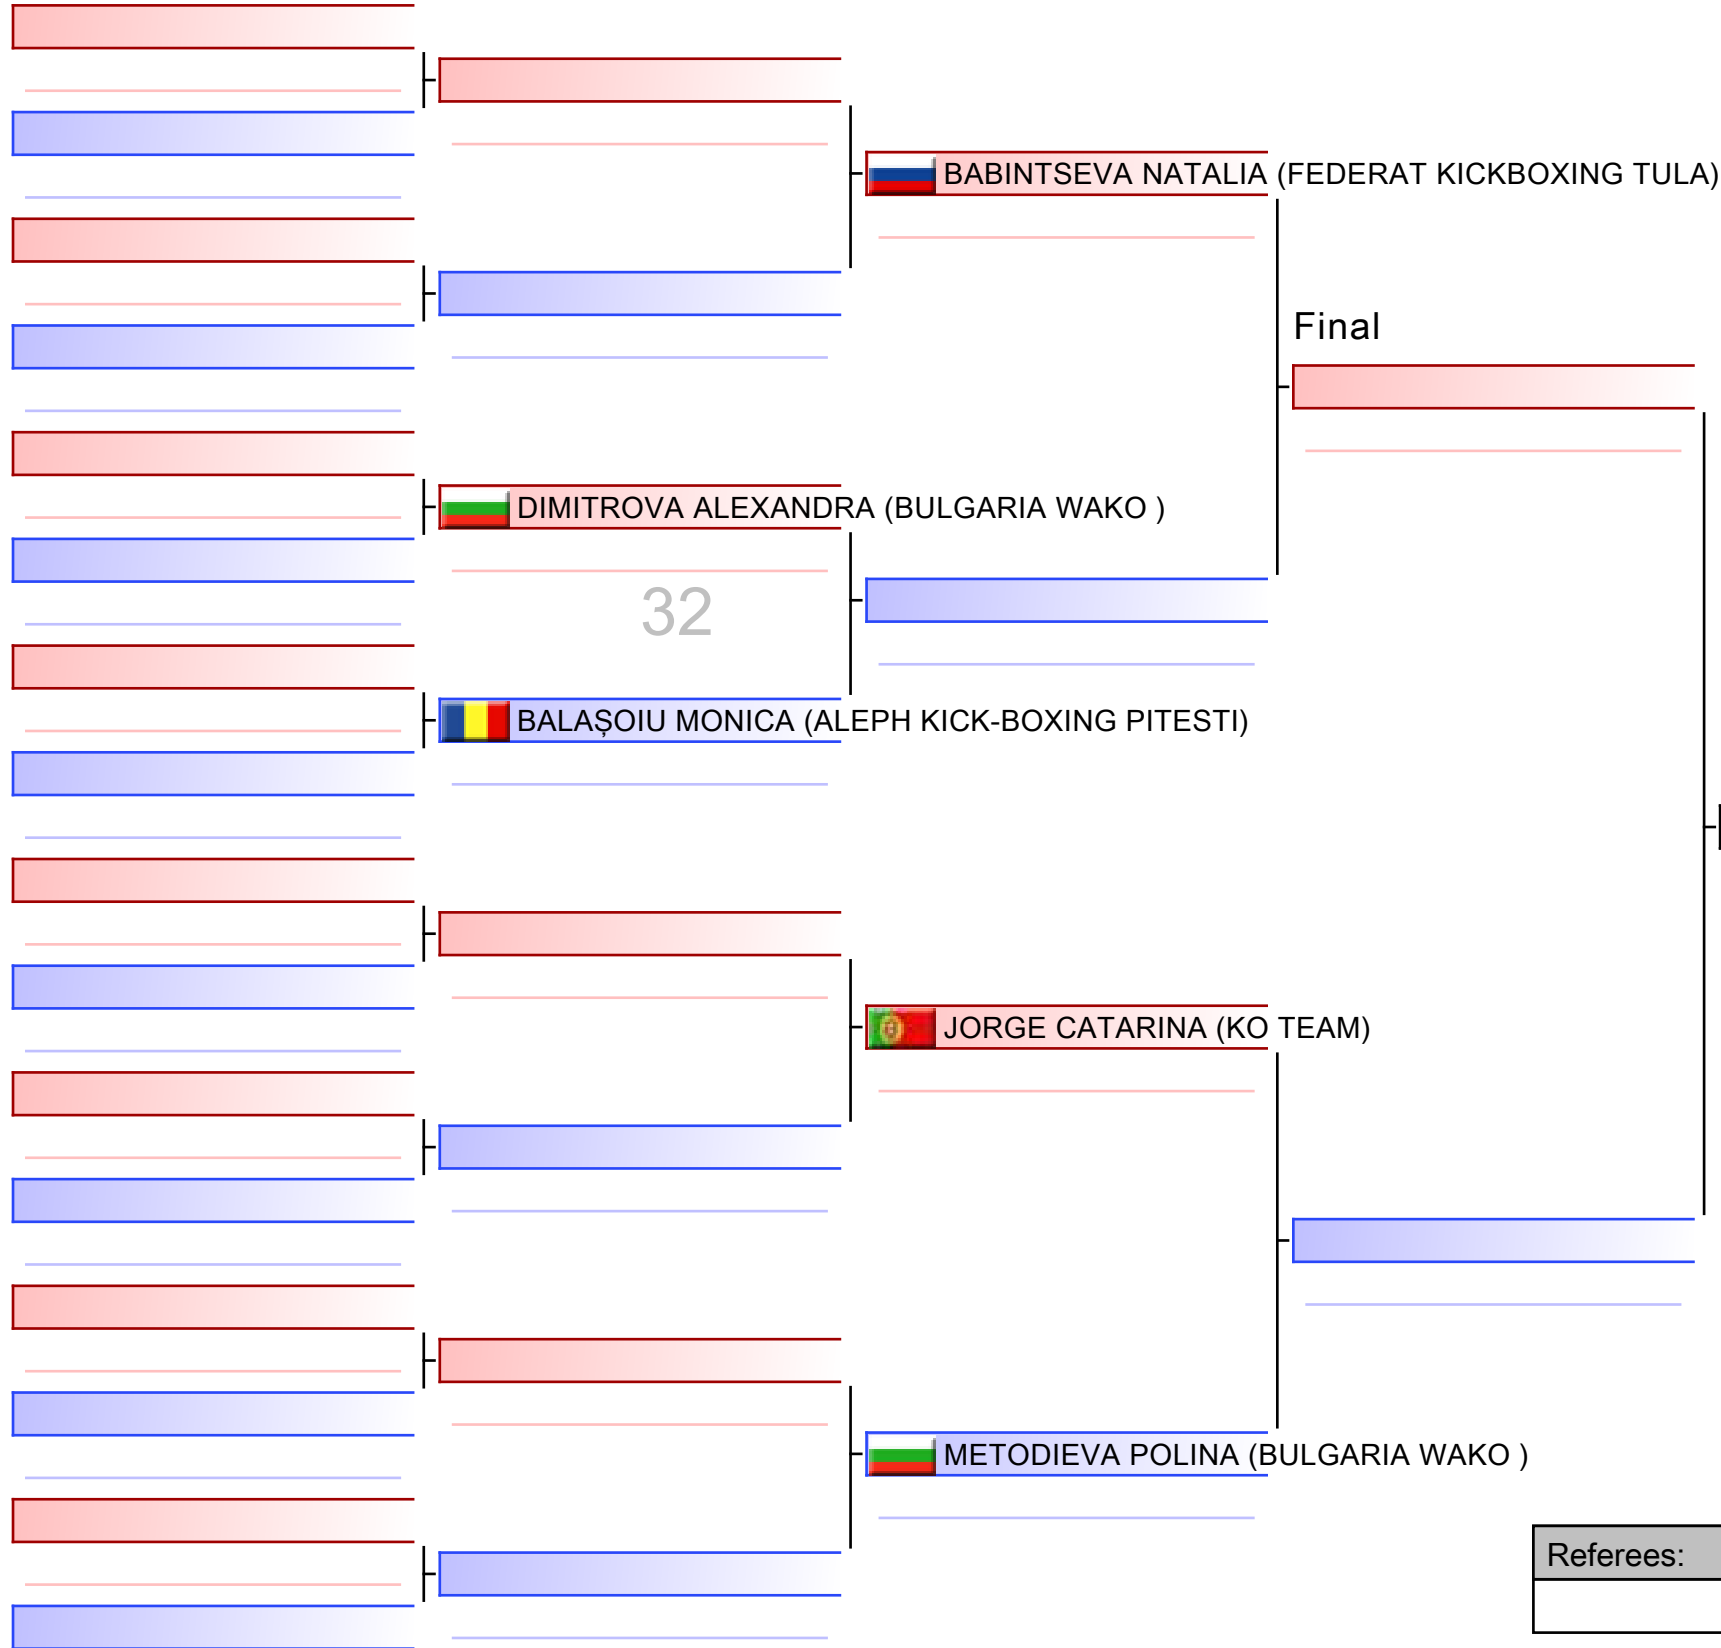 BABINTSEVA NATALIA (FEDERAT KICKBOXING TULA)
Final
DIMITROVA ALEXANDRA (BULGARIA WAKO )
32
BALAȘOIU MONICA (ALEPH KICK-BOXING PITESTI)
JORGE CATARINA (KO TEAM)
METODIEVA POLINA (BULGARIA WAKO )
Referees: